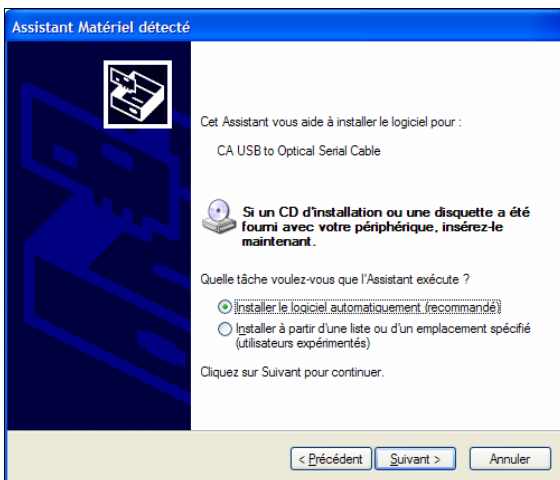 Assistant Matériel détecté
Cet Assistant vous aide à installer le logiciel pour :
CA USB to Optical Serial Cable
Si un CD d'installation ou une disquette a été
fourni avec votre périphérique, insérez-le
maintenant.
Quelle tâche voulez-vous que l'Assistant exécute ?
Installer le logiciel automatiquement (recommandé)
Installer à partir d'une liste ou d'un emplacement spécifié
(utilisateurs expérimentés)
Cliquez sur Suivant pour continuer.
< Précédent
Suivant >
Annuler